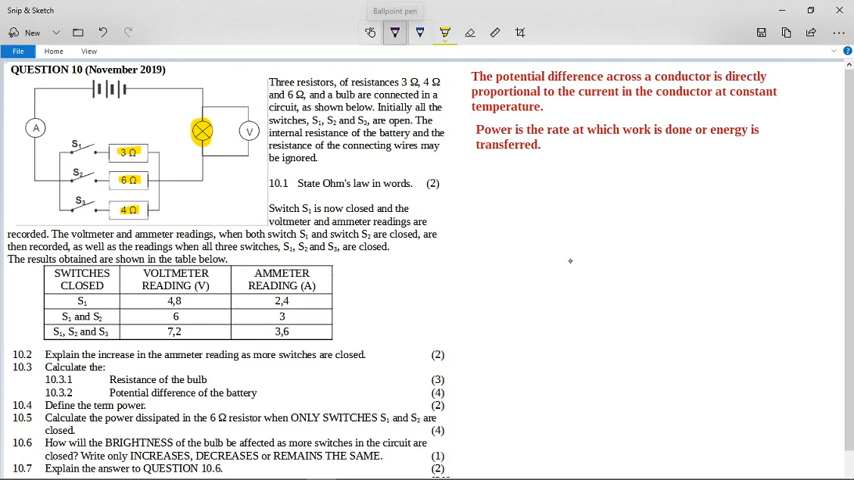 Snip & Sketch
Ballpoint pen
New
File Home View
QUESTION 10 (November 2019)
A
V
S1
3 Ω
S2
6 Ω
S3
4 Ω
Three resistors, of resistances 3 Ω, 4 Ω
and 6 Ω, and a bulb are connected in a
circuit, as shown below. Initially all the
switches, S1, S2 and S3, are open. The
internal resistance of the battery and the
resistance of the connecting wires may
be ignored.
10.1 State Ohm's law in words. (2)
Switch S1 is now closed and the
voltmeter and ammeter readings are
recorded. The voltmeter and ammeter readings, when both switch S1 and switch S2 are closed, are
then recorded, as well as the readings when all three switches, S1, S2 and S3, are closed.
The results obtained are shown in the table below.
SWITCHES CLOSED VOLTMETER READING (V) AMMETER READING (A)
S1 4,8 2,4
S1 and S2 6 3
S1, S2 and S3 7,2 3,6
10.2 Explain the increase in the ammeter reading as more switches are closed. (2)
10.3 Calculate the:
10.3.1 Resistance of the bulb (3)
10.3.2 Potential difference of the battery (4)
10.4 Define the term power. (2)
10.5 Calculate the power dissipated in the 6 Ω resistor when ONLY SWITCHES S1 and S2 are
closed. (4)
10.6 How will the BRIGHTNESS of the bulb be affected as more switches in the circuit are
closed? Write only INCREASES, DECREASES or REMAINS THE SAME. (1)
10.7 Explain the answer to QUESTION 10.6. (2)
The potential difference across a conductor is directly
proportional to the current in the conductor at constant
temperature.
Power is the rate at which work is done or energy is
transferred.